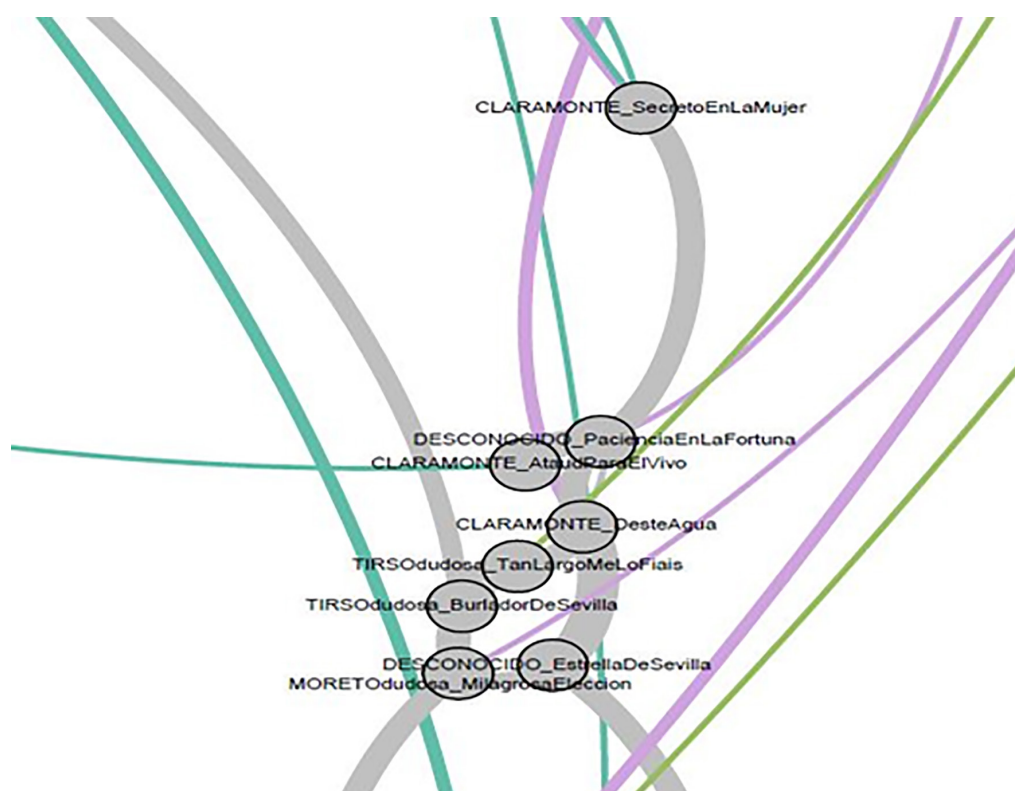 CLARAMONTE_SecretoEnLaMujer
DESCONOCIDO_PacienciaEnLaFortuna
CLARAMONTE_AtaudParaElVivo
CLARAMONTE_DesteAgua
TIRSOdudosa_TanLargoMeLoFiais
TIRSOdudosa_BurladorDeSevilla
DESCONOCIDO_EstrellaDeSevilla
MORETOdudosa_MilagrosaEleccion